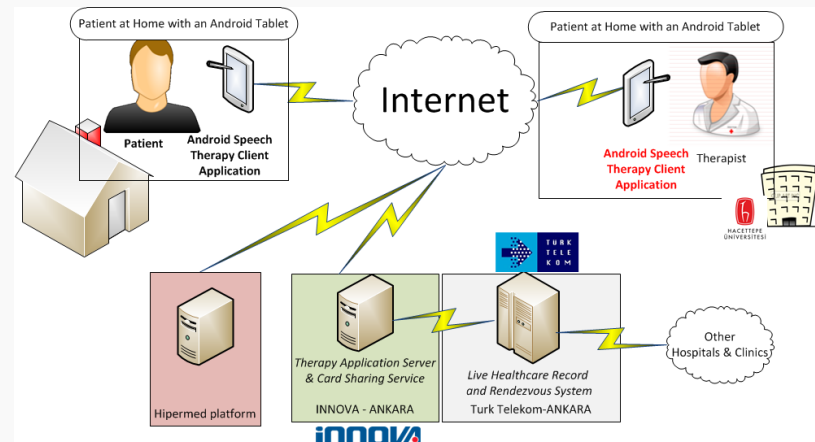 Patient at Home with an Android Tablet
Patient
Android Speech
Therapy Client
Application
Internet
Patient at Home with an Android Tablet
Android Speech
Therapy Client
Application
Therapist
h
HACETTEPE
ÜNİVERSİTESİ
TÜRK
TELE
KOM
Therapy Application Server
& Card Sharing Service
Live Healthcare Record
and Rendezvous System
Other
Hospitals & Clinics
Hipermed platform
INNOVA - ANKARA
Turk Telekom-ANKARA
innova